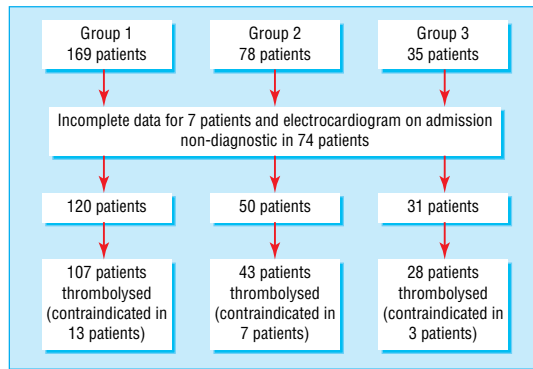 Group 1
169 patients
Group 2
78 patients
Group 3
35 patients
Incomplete data for 7 patients and electrocardiogram on admission
non-diagnostic in 74 patients
120 patients
50 patients
31 patients
107 patients
thrombolysed
(contraindicated in
13 patients)
43 patients
thrombolysed
(contraindicated in
7 patients)
28 patients
thrombolysed
(contraindicated in
3 patients)